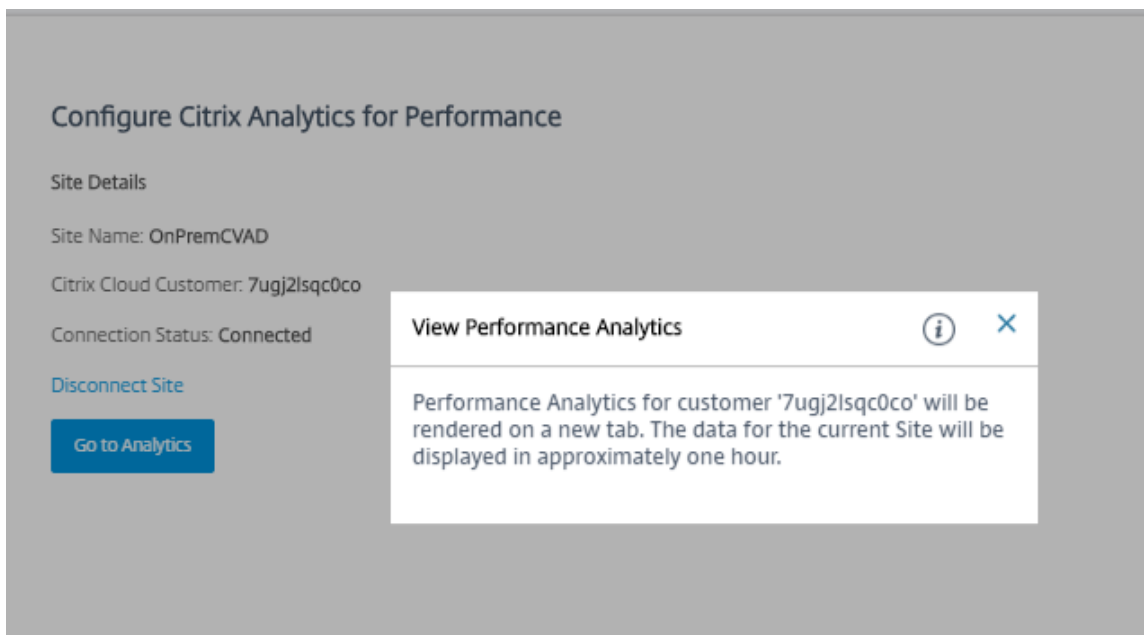 Configure Citrix Analytics for Performance
Site Details
Site Name: OnPremCVAD
Citrix Cloud Customer: 7ugj2lsqc0co
Connection Status: Connected
Disconnect Site
Go to Analytics
View Performance Analytics
Performance Analytics for customer '7ugj2lsqc0co' will be
rendered on a new tab. The data for the current Site will be
displayed in approximately one hour.